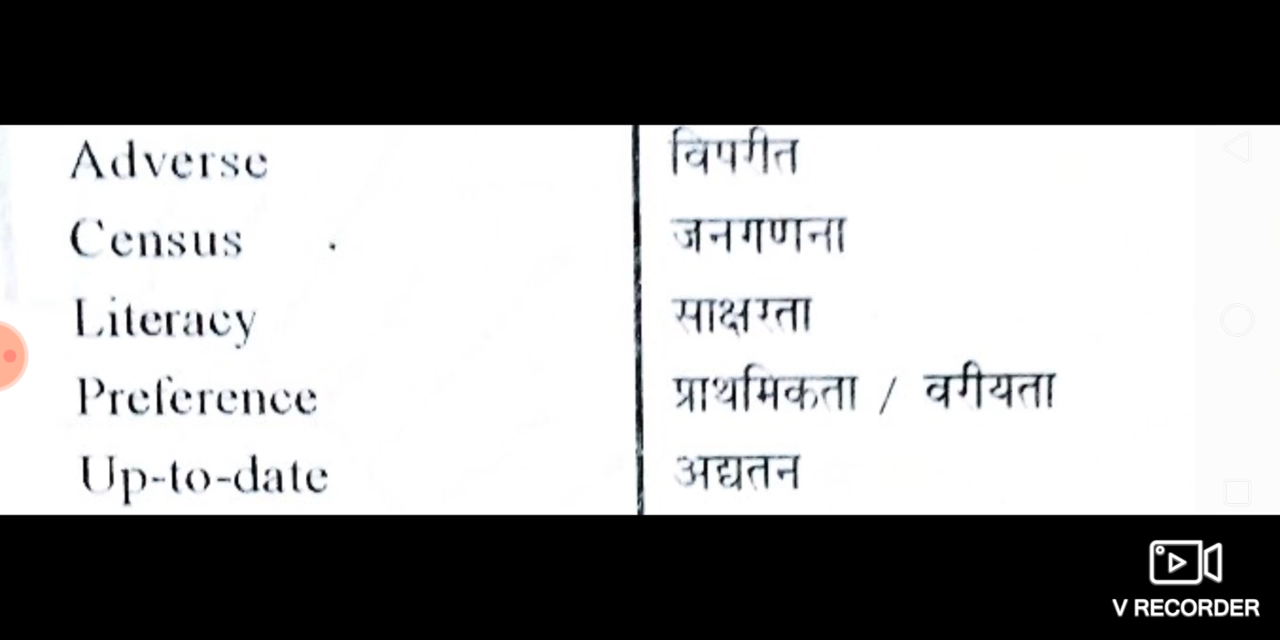 Adverse विपरीत
Census जनगणना
Literacy साक्षरता
Preference प्राथमिकता / वरीयता
Up-to-date अद्यतन
V RECORDER